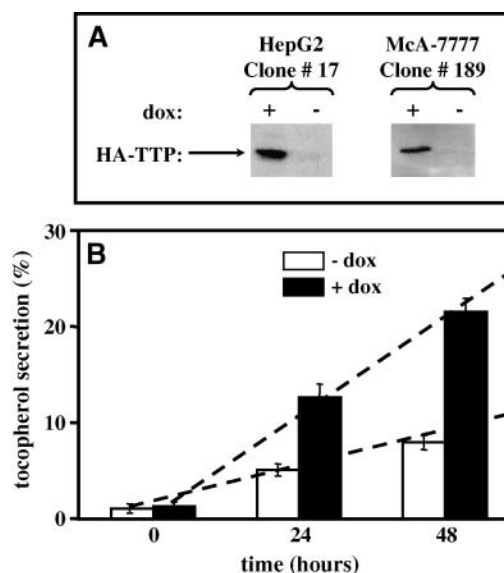 A
HepG2 McA-7777
Clone # 17 Clone # 189
dox: + - + -
HA-TTP:
B
- dox
+ dox
tocopherol secretion (%)
30
20
10
0
0 24 48
time (hours)